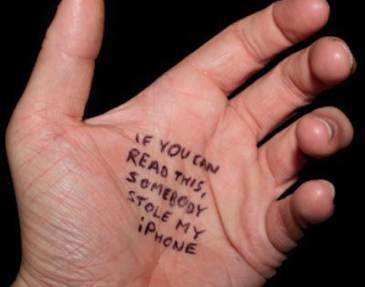 iF YOU CAN
READ THIS,
SOMEBODY
STOLE MY
iPHONE